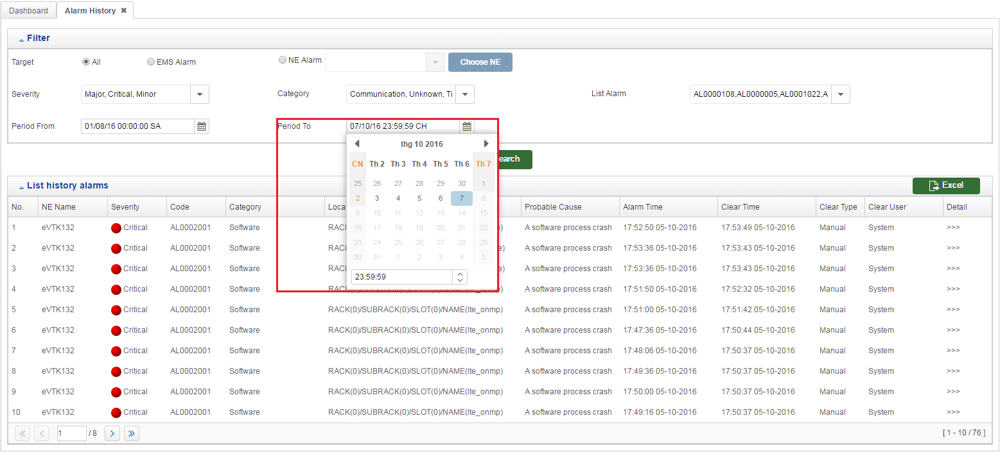 Dashboard Alarm History ✖
Filter
Target All EMS Alarm NE Alarm Choose NE
Severity Major, Critical, Minor Category Communication, Unknown, Ti List Alarm AL0000108,AL0000005,AL0001022,A
Period From 01/08/16 00:00:00 SA Period To 07/10/16 23:59:59 CH
thg 10 2016
earch
CN Th 2 Th 3 Th 4 Th 5 Th 6 Th 7
25 26 27 28 29 30 1
2 3 4 5 6 7 8
9 10 11 12 13 14 15
16 17 18 19 20 21 22
23 24 25 26 27 28 29
30 31 1 2 3 4 5
23:59:59
List history alarms Excel
No. NE Name Severity Code Category Locat Probable Cause Alarm Time Clear Time Clear Type Clear User Detail
1 eVTK132 Critical AL0002001 Software RACK p) A software process crash 17:52:50 05-10-2016 17:53:49 05-10-2016 Manual System >>>
2 eVTK132 Critical AL0002001 Software RACK e) A software process crash 17:53:36 05-10-2016 17:53:43 05-10-2016 Manual System >>>
3 eVTK132 Critical AL0002001 Software RACK e) A software process crash 17:53:36 05-10-2016 17:53:43 05-10-2016 Manual System >>>
4 eVTK132 Critical AL0002001 Software A software process crash 17:51:50 05-10-2016 17:52:32 05-10-2016 Manual System >>>
5 eVTK132 Critical AL0002001 Software RACK(0)/SUBRACK(0)/SLOT(0)/NAME(lte_onmp) A software process crash 17:51:00 05-10-2016 17:51:42 05-10-2016 Manual System >>>
6 eVTK132 Critical AL0002001 Software RACK(0)/SUBRACK(0)/SLOT(0)/NAME(lte_onmp) A software process crash 17:47:36 05-10-2016 17:50:44 05-10-2016 Manual System >>>
7 eVTK132 Critical AL0002001 Software RACK(0)/SUBRACK(0)/SLOT(0)/NAME(lte_onmp) A software process crash 17:48:06 05-10-2016 17:50:37 05-10-2016 Manual System >>>
8 eVTK132 Critical AL0002001 Software RACK(0)/SUBRACK(0)/SLOT(0)/NAME(lte_onmp) A software process crash 17:49:36 05-10-2016 17:50:37 05-10-2016 Manual System >>>
9 eVTK132 Critical AL0002001 Software RACK(0)/SUBRACK(0)/SLOT(0)/NAME(lte_onmp) A software process crash 17:50:00 05-10-2016 17:50:37 05-10-2016 Manual System >>>
10 eVTK132 Critical AL0002001 Software RACK(0)/SUBRACK(0)/SLOT(0)/NAME(lte_onmp) A software process crash 17:49:16 05-10-2016 17:50:37 05-10-2016 Manual System >>>
1 / 8 [ 1 - 10 / 76 ]